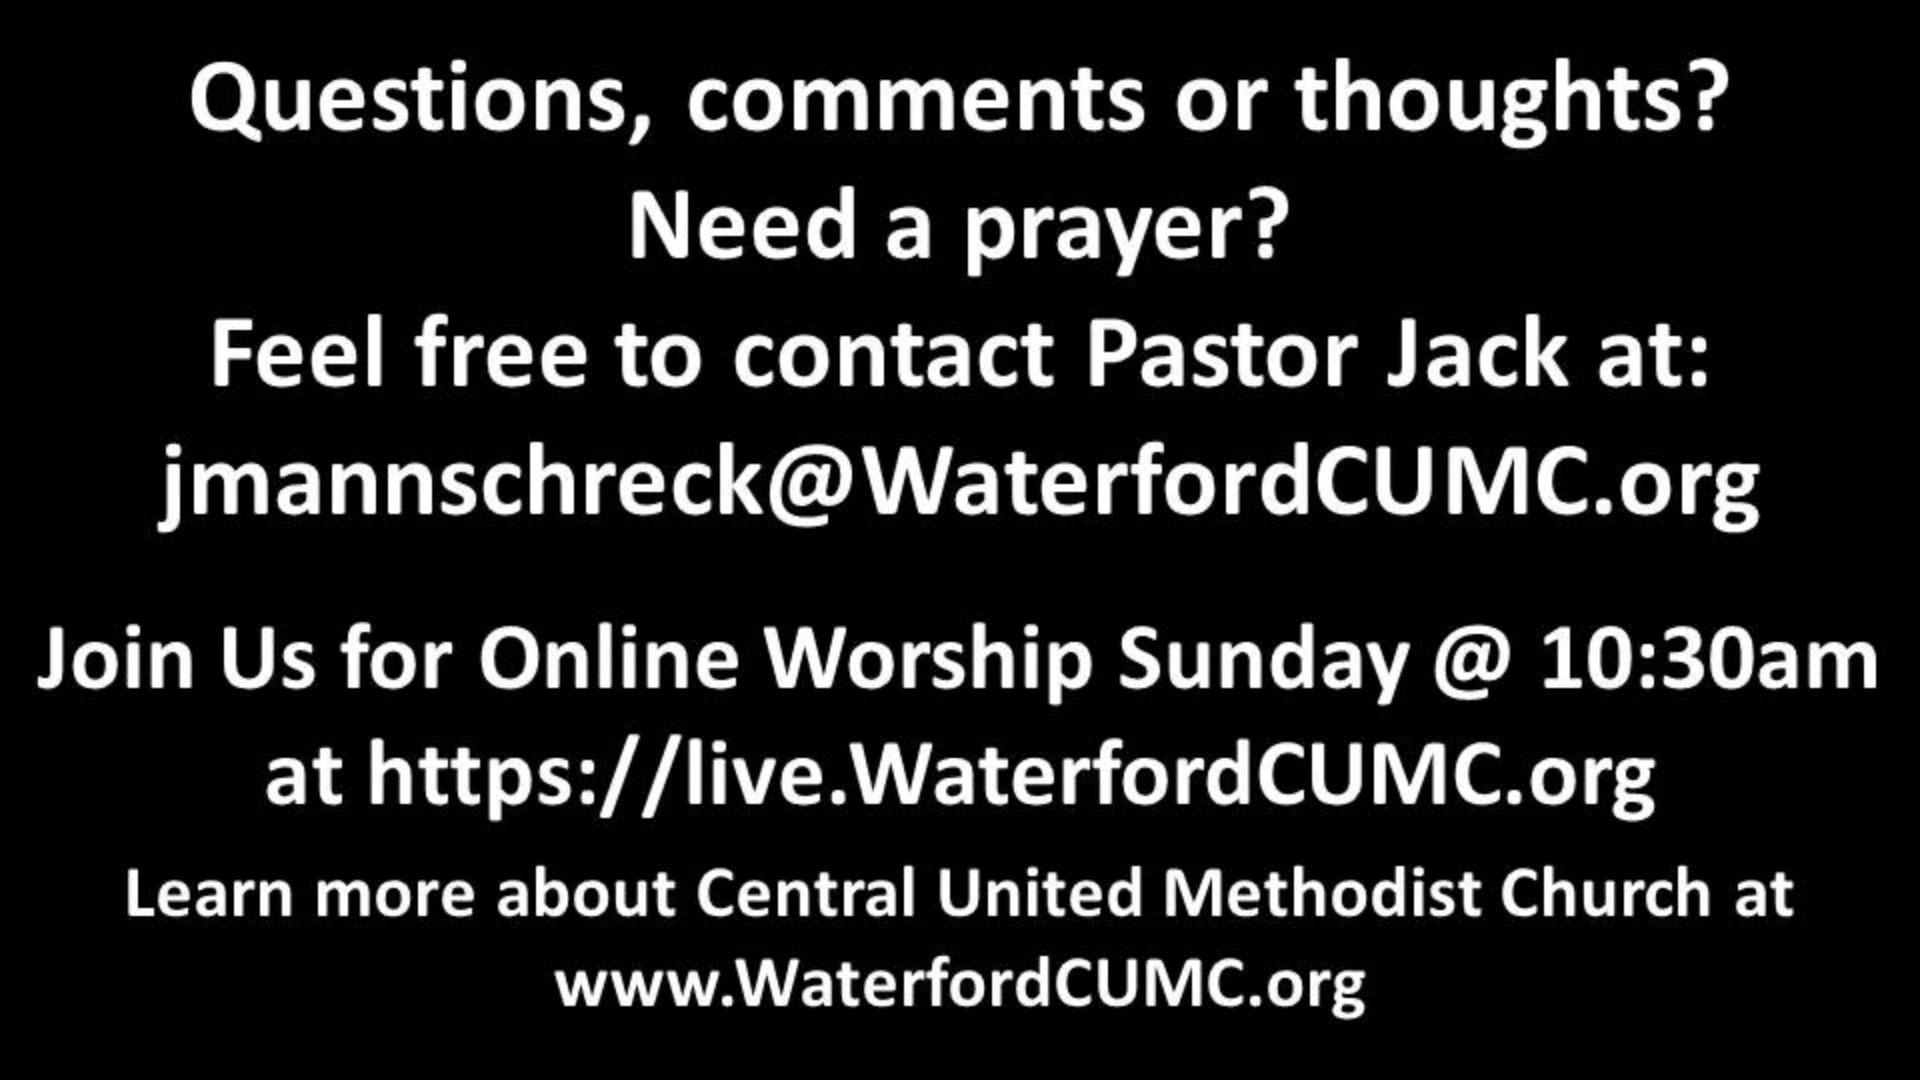 Questions, comments or thoughts?
Need a prayer?
Feel free to contact Pastor Jack at:
jmannschreck@WaterfordCUMC.org
Join Us for Online Worship Sunday @ 10:30am
at https://live.WaterfordCUMC.org
Learn more about Central United Methodist Church at
www.WaterfordCUMC.org